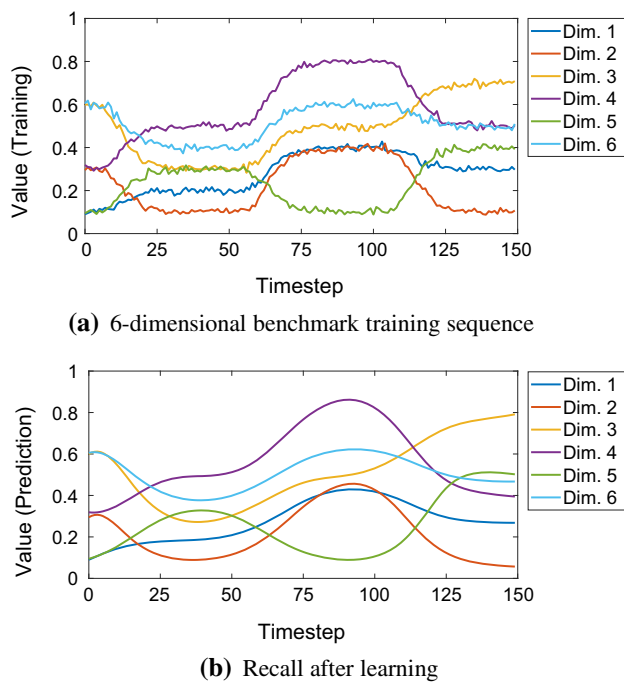 Value (Training)
1
0.8
0.6
0.4
0.2
0
0 25 50 75 100 125 150
Timestep
Dim. 1
Dim. 2
Dim. 3
Dim. 4
Dim. 5
Dim. 6
(a) 6-dimensional benchmark training sequence
Value (Prediction)
1
0.8
0.6
0.4
0.2
0
0 25 50 75 100 125 150
Timestep
Dim. 1
Dim. 2
Dim. 3
Dim. 4
Dim. 5
Dim. 6
(b) Recall after learning